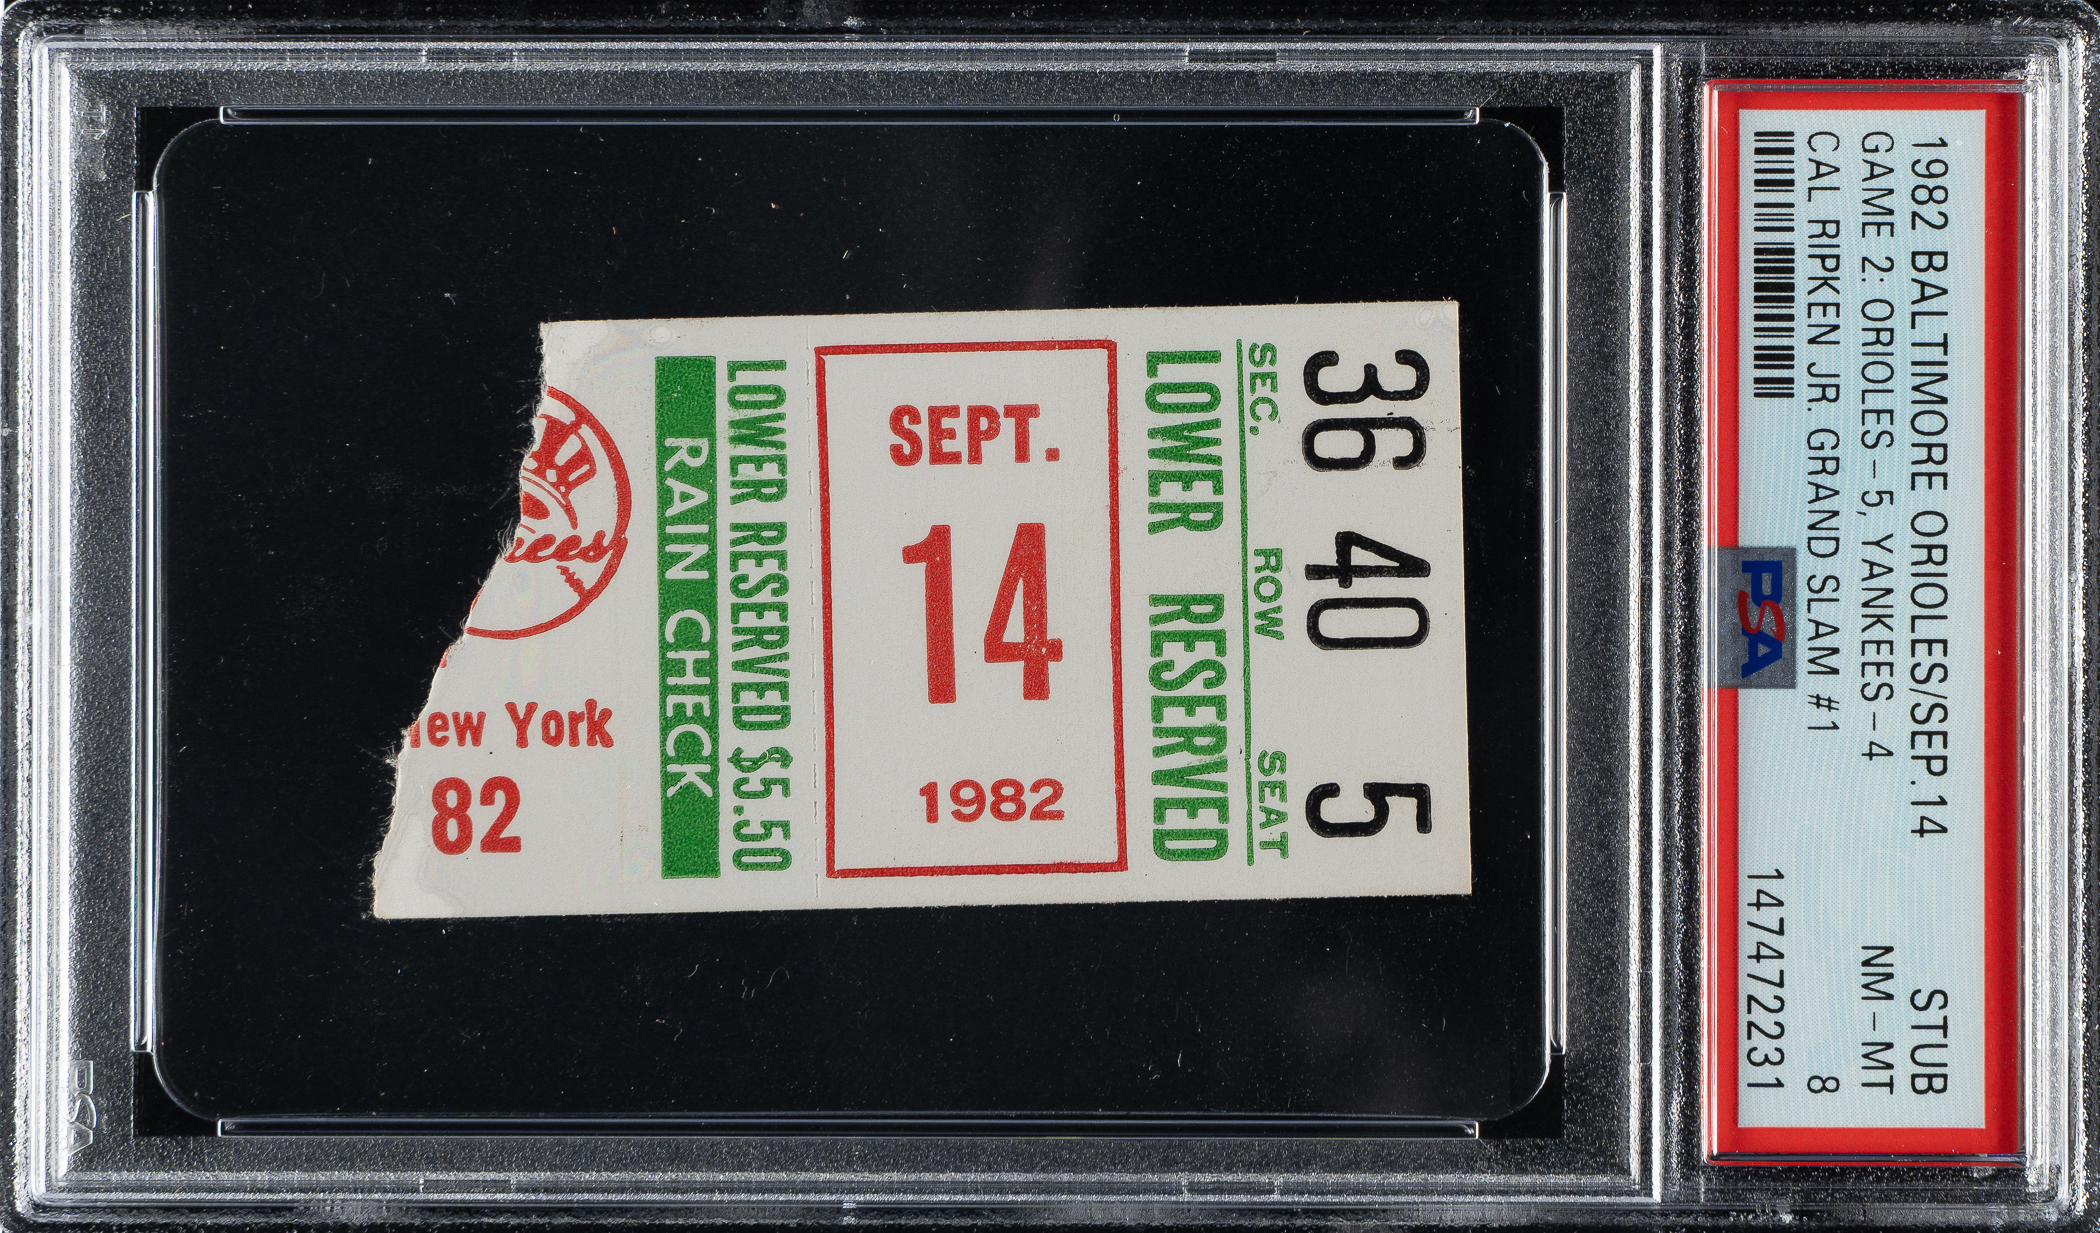 1982 BALTIMORE ORIOLES/SEP.14 STUB
GAME 2: ORIOLES-5, YANKEES-4 NM-MT
CAL RIPKEN JR. GRAND SLAM #1 8
147472231
PSA
36 40 5
SEC. ROW SEAT
LOWER RESERVED
SEPT.
14
1982
LOWER RESERVED $5.50
RAIN CHECK
York
82
PSA